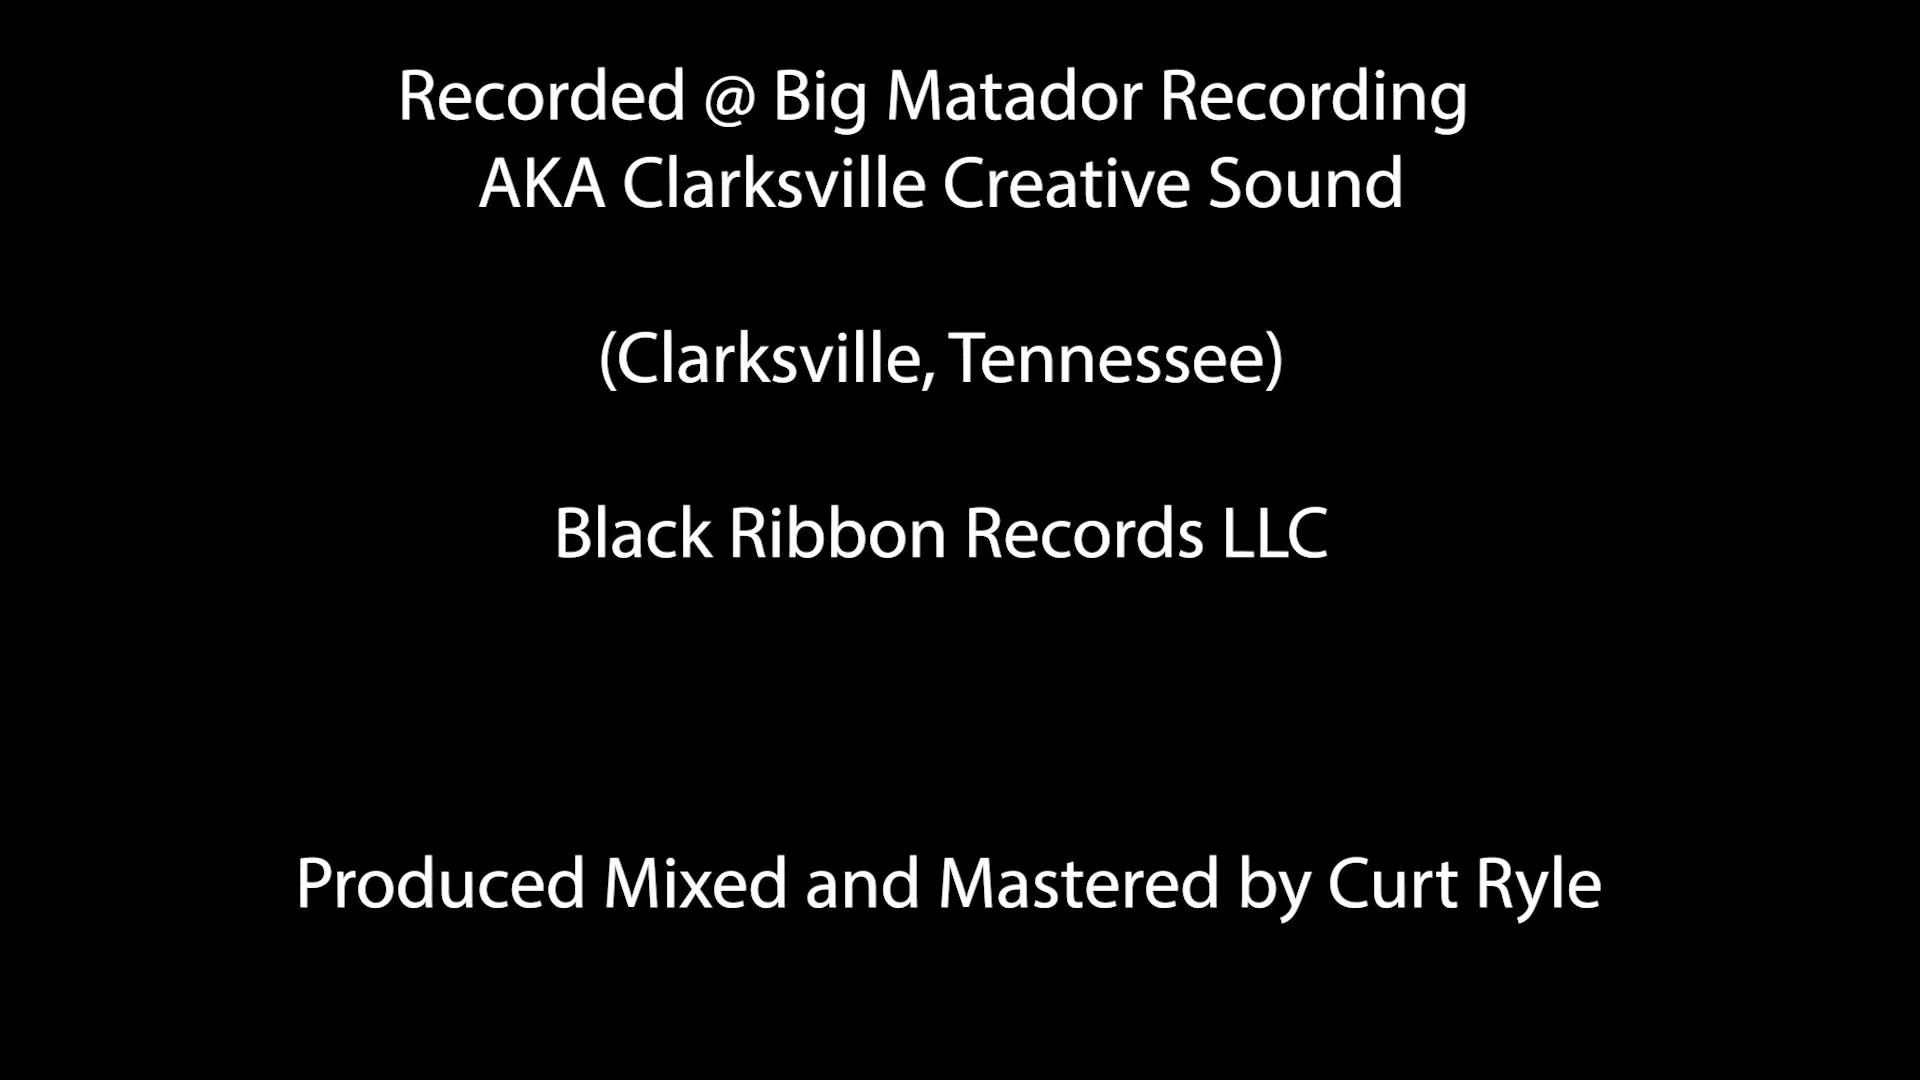 Recorded @ Big Matador Recording
AKA Clarksville Creative Sound
(Clarksville, Tennessee)
Black Ribbon Records LLC
Produced Mixed and Mastered by Curt Ryle